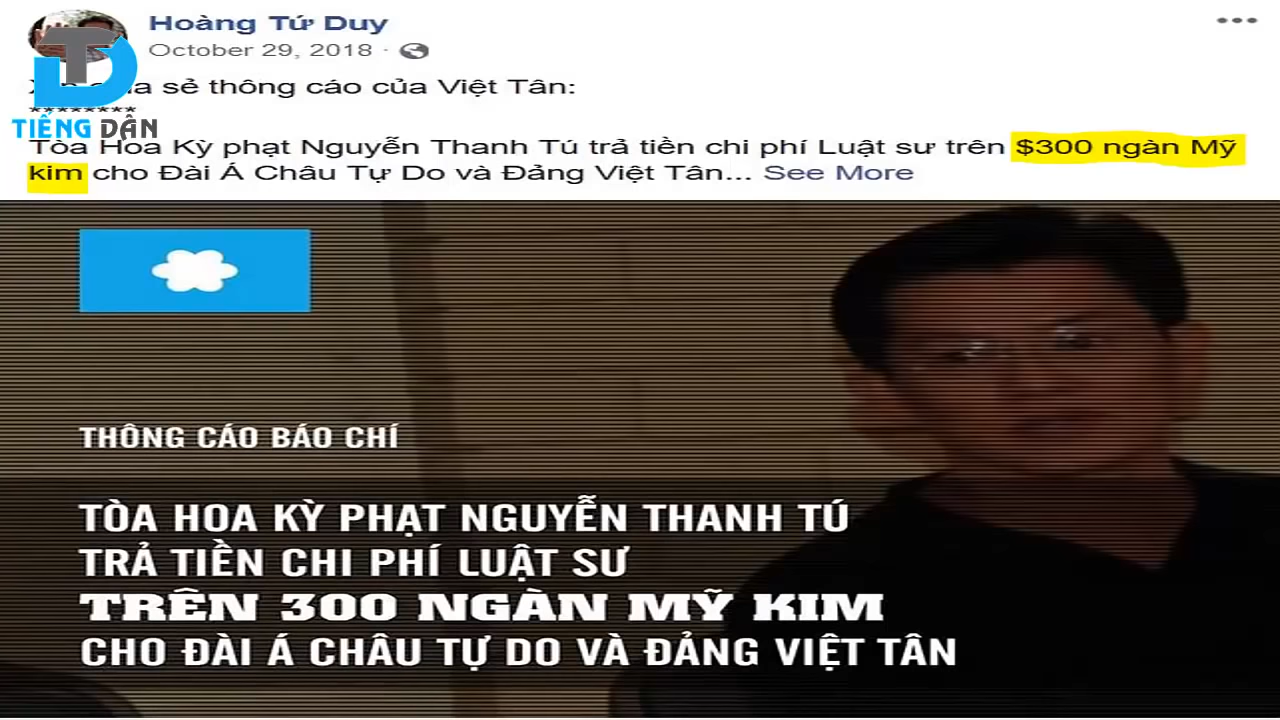 Hoàng Tứ Duy
October 29, 2018 ·
sẻ thông cáo của Việt Tân:
********
TIẾNG DÂN
Tòa Hoa Kỳ phạt Nguyễn Thanh Tú trả tiền chi phí Luật sư trên $300 ngàn Mỹ
kim cho Đài Á Châu Tự Do và Đảng Việt Tân... See More
THÔNG CÁO BÁO CHÍ
TÒA HOA KỲ PHẠT NGUYỄN THANH TÚ
TRẢ TIỀN CHI PHÍ LUẬT SƯ
TRÊN 300 NGÀN MỸ KIM
CHO ĐÀI Á CHÂU TỰ DO VÀ ĐẢNG VIỆT TÂN